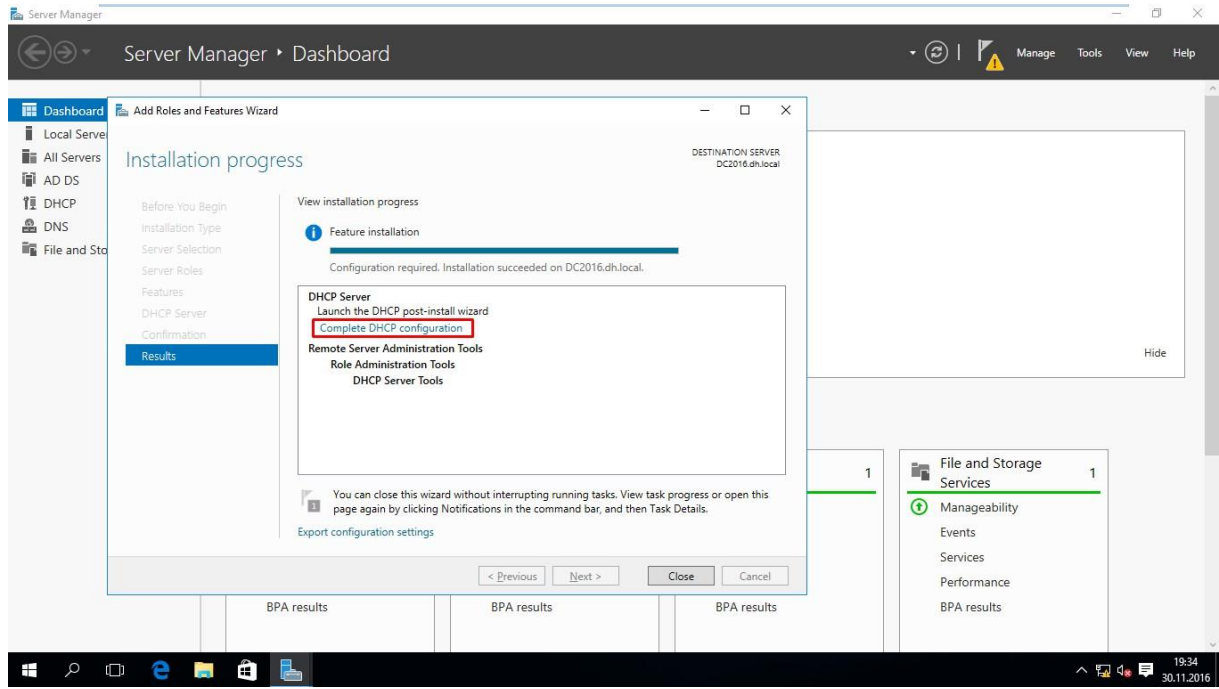 Server Manager
Server Manager • Dashboard
Manage Tools View Help
Dashboard
Local Serve
All Servers
AD DS
DHCP
DNS
File and Sto
Add Roles and Features Wizard
Installation progress
DESTINATION SERVER
DC2016.dh.local
Before You Begin
Installation Type
Server Selection
Server Roles
Features
DHCP Server
Confirmation
Results
View installation progress
Feature installation
Configuration required. Installation succeeded on DC2016.dh.local.
DHCP Server
Launch the DHCP post-install wizard
Complete DHCP configuration
Remote Server Administration Tools
Role Administration Tools
DHCP Server Tools
1
You can close this wizard without interrupting running tasks. View task progress or open this
page again by clicking Notifications in the command bar, and then Task Details.
Export configuration settings
< Previous Next > Close Cancel
Hide
1
File and Storage
Services
1
Manageability
Events
Services
Performance
BPA results
BPA results
BPA results
BPA results
19:34
30.11.2016